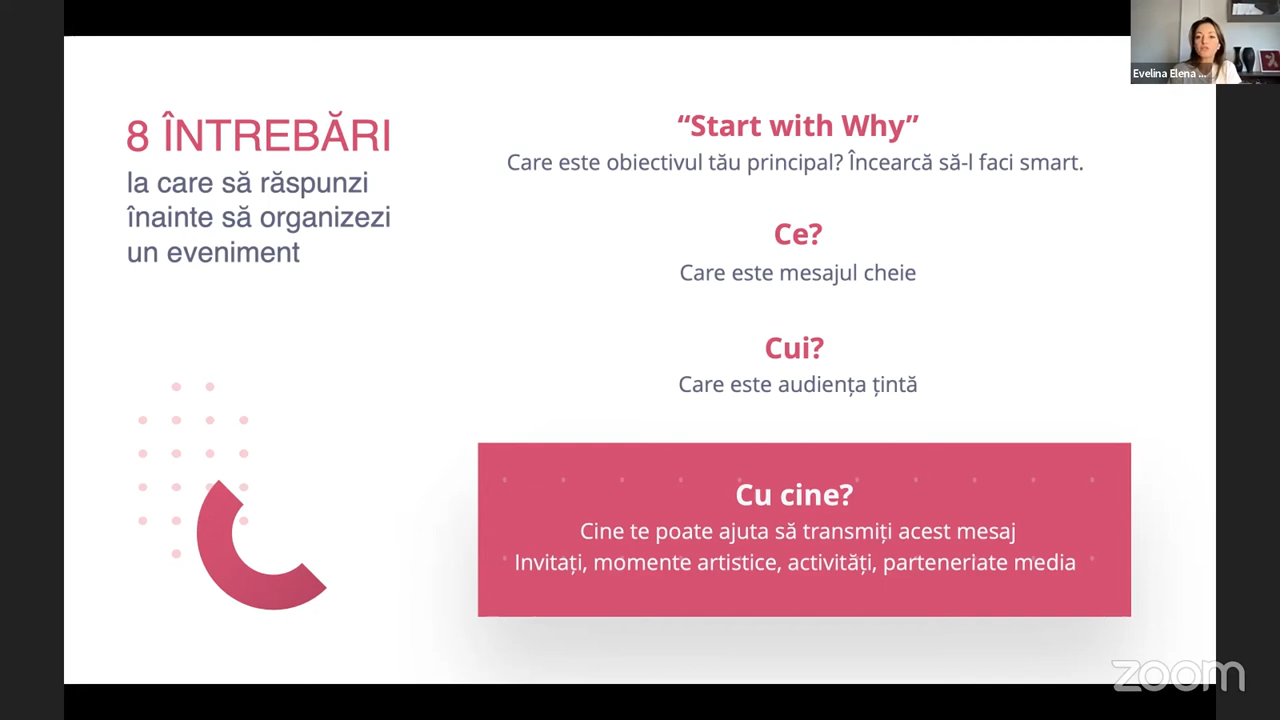 Evelina Elena ...
8 ÎNTREBĂRI
la care să răspunzi
înainte să organizezi
un eveniment
“Start with Why”
Care este obiectivul tău principal? Încearcă să-l faci smart.
Ce?
Care este mesajul cheie
Cui?
Care este audiența țintă
Cu cine?
Cine te poate ajuta să transmiți acest mesaj
Invitați, momente artistice, activități, parteneriate media
zoom